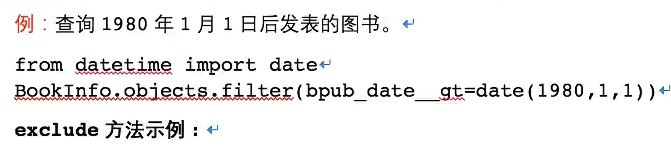 例：查询 1980 年 1 月 1 日后发表的图书。↵
from datetime import date↵
BookInfo.objects.filter(bpub_date__gt=date(1980,1,1))↵
exclude 方法示例：↵